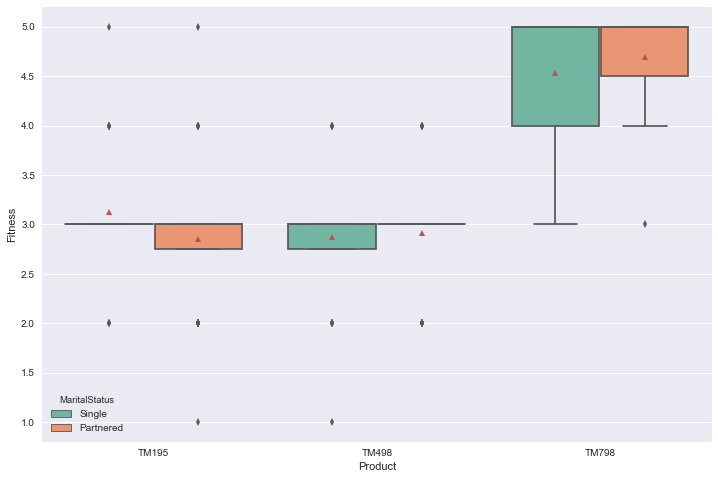 5.0
4.5
4.0
3.5
3.0
2.5
2.0
1.5
1.0
Fitness
MaritalStatus
Single
Partnered
TM195
TM498
TM798
Product